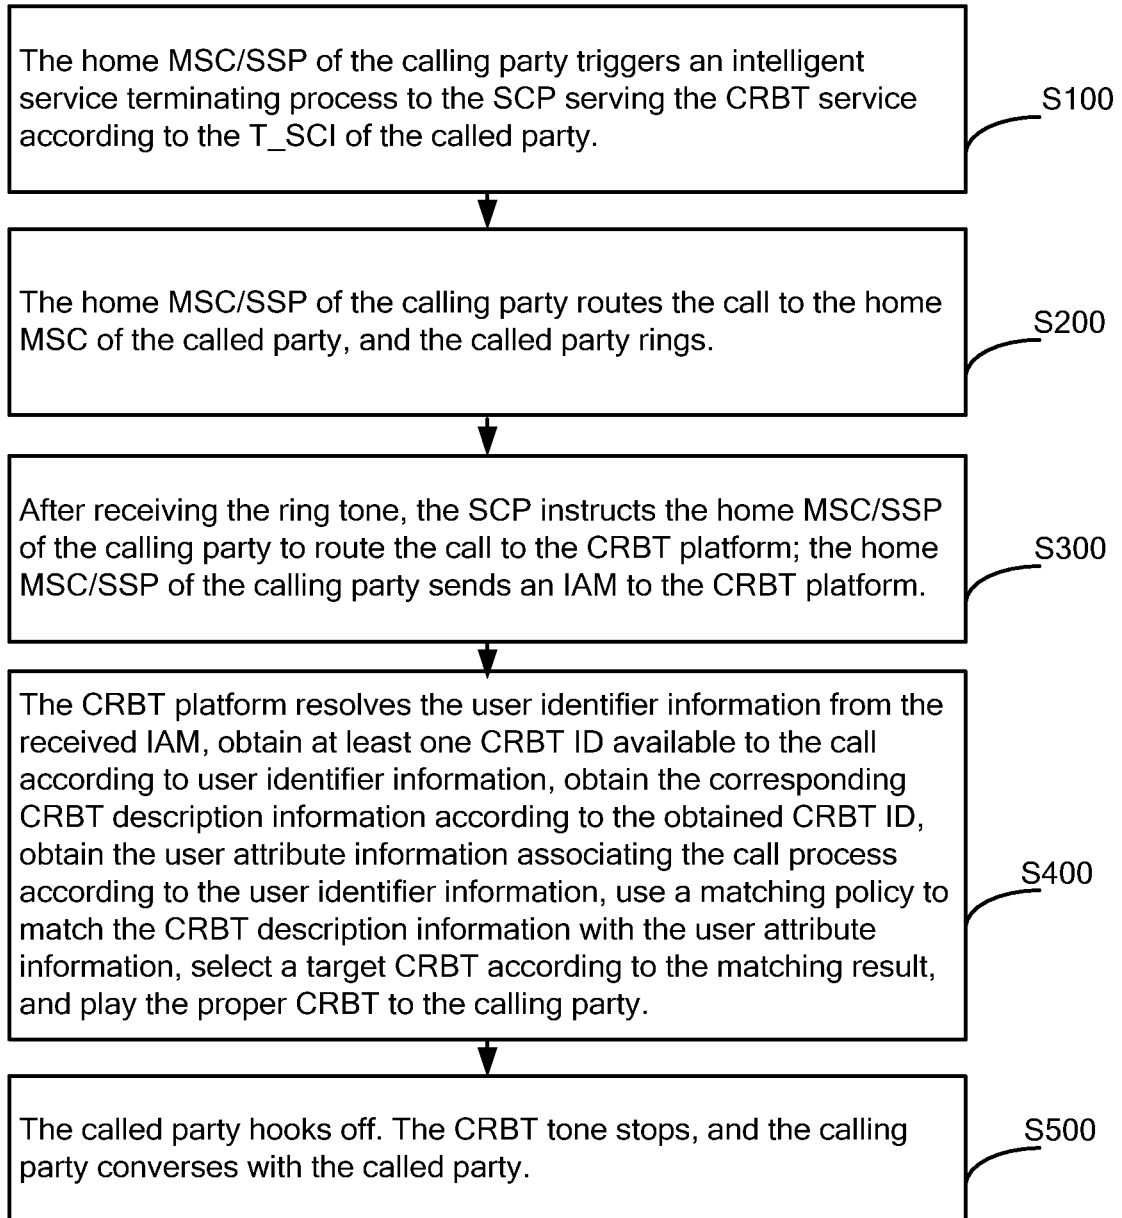 The home MSC/SSP of the calling party triggers an intelligent
service terminating process to the SCP serving the CRBT service
according to the T_SCI of the called party.
S100
The home MSC/SSP of the calling party routes the call to the home
MSC of the called party, and the called party rings.
S200
After receiving the ring tone, the SCP instructs the home MSC/SSP
of the calling party to route the call to the CRBT platform; the home
MSC/SSP of the calling party sends an IAM to the CRBT platform.
S300
The CRBT platform resolves the user identifier information from the
received IAM, obtain at least one CRBT ID available to the call
according to user identifier information, obtain the corresponding
CRBT description information according to the obtained CRBT ID,
obtain the user attribute information associating the call process
according to the user identifier information, use a matching policy to
match the CRBT description information with the user attribute
information, select a target CRBT according to the matching result,
and play the proper CRBT to the calling party.
S400
The called party hooks off. The CRBT tone stops, and the calling
party converses with the called party.
S500